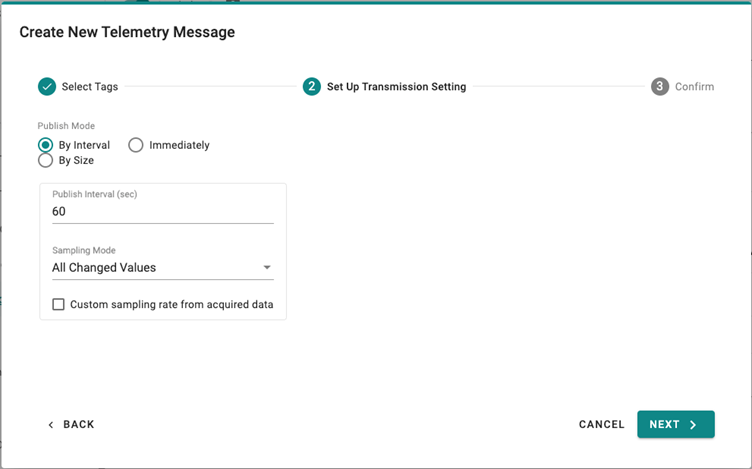 Create New Telemetry Message
Select Tags
2 Set Up Transmission Setting
3 Confirm
Publish Mode
By Interval Immediately
By Size
Publish Interval (sec)
60
Sampling Mode
All Changed Values
Custom sampling rate from acquired data
BACK CANCEL NEXT